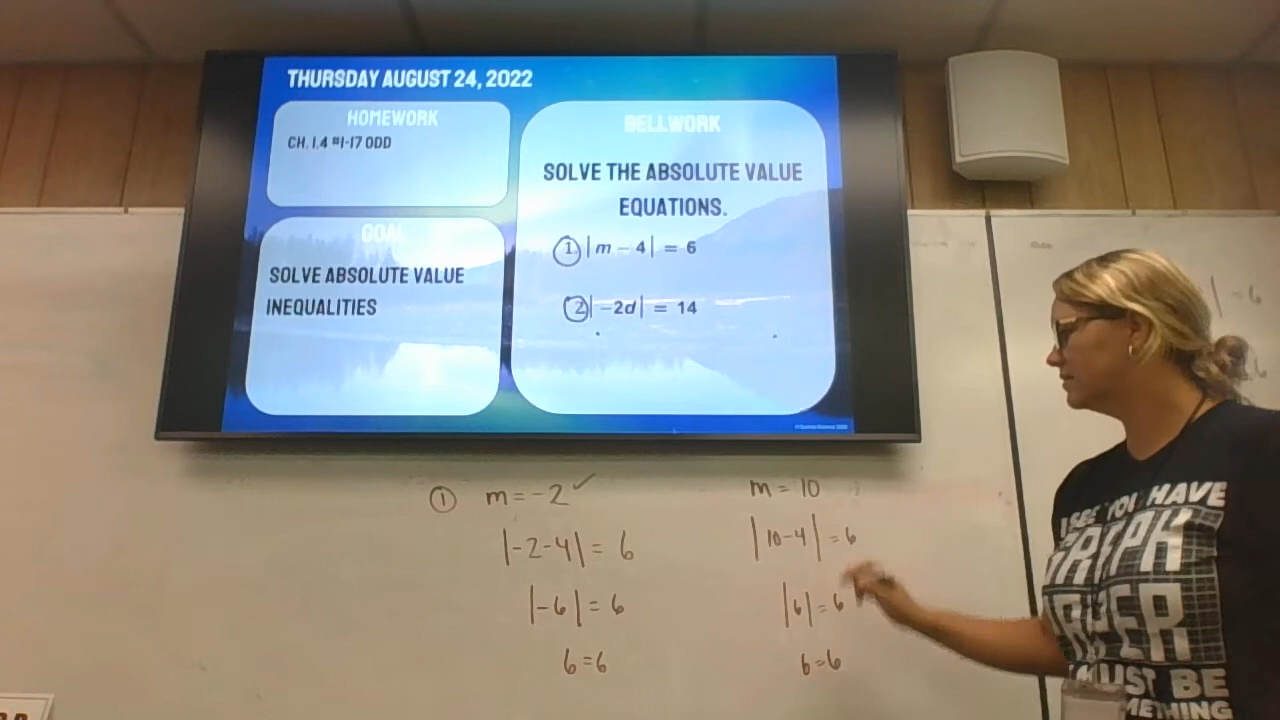 THURSDAY AUGUST 24, 2022
HOMEWORK
CH. 1.4 #1-17 ODD
GOAL
SOLVE ABSOLUTE VALUE
INEQUALITIES
BELLWORK
SOLVE THE ABSOLUTE VALUE
EQUATIONS.
1. |m − 4| = 6
2. |−2d| = 14
① m = -2 ✓
|-2-4| = 6
|-6| = 6
6 = 6
m = 10
|10-4| = 6
|6| = 6
6 = 6
YOU HAVE
GRAPH
PAPER
MUST BE